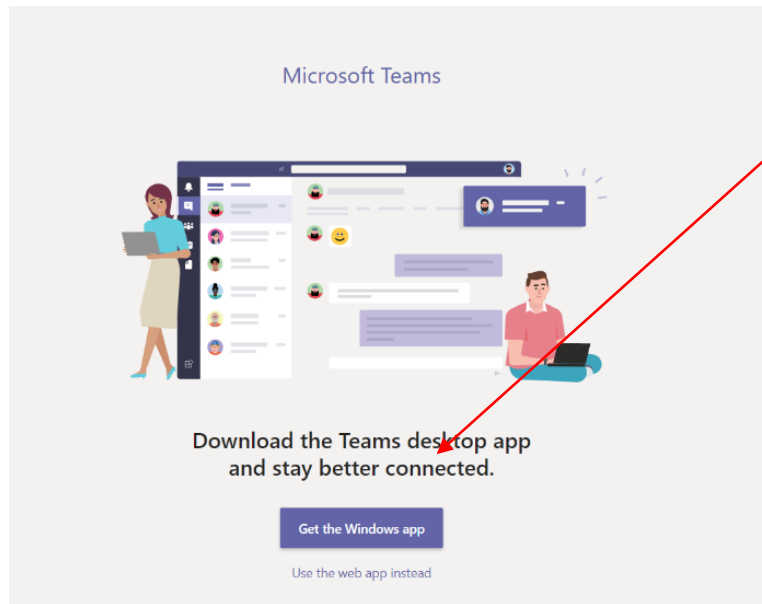 Microsoft Teams
Download the Teams desktop app
and stay better connected.
Get the Windows app
Use the web app instead